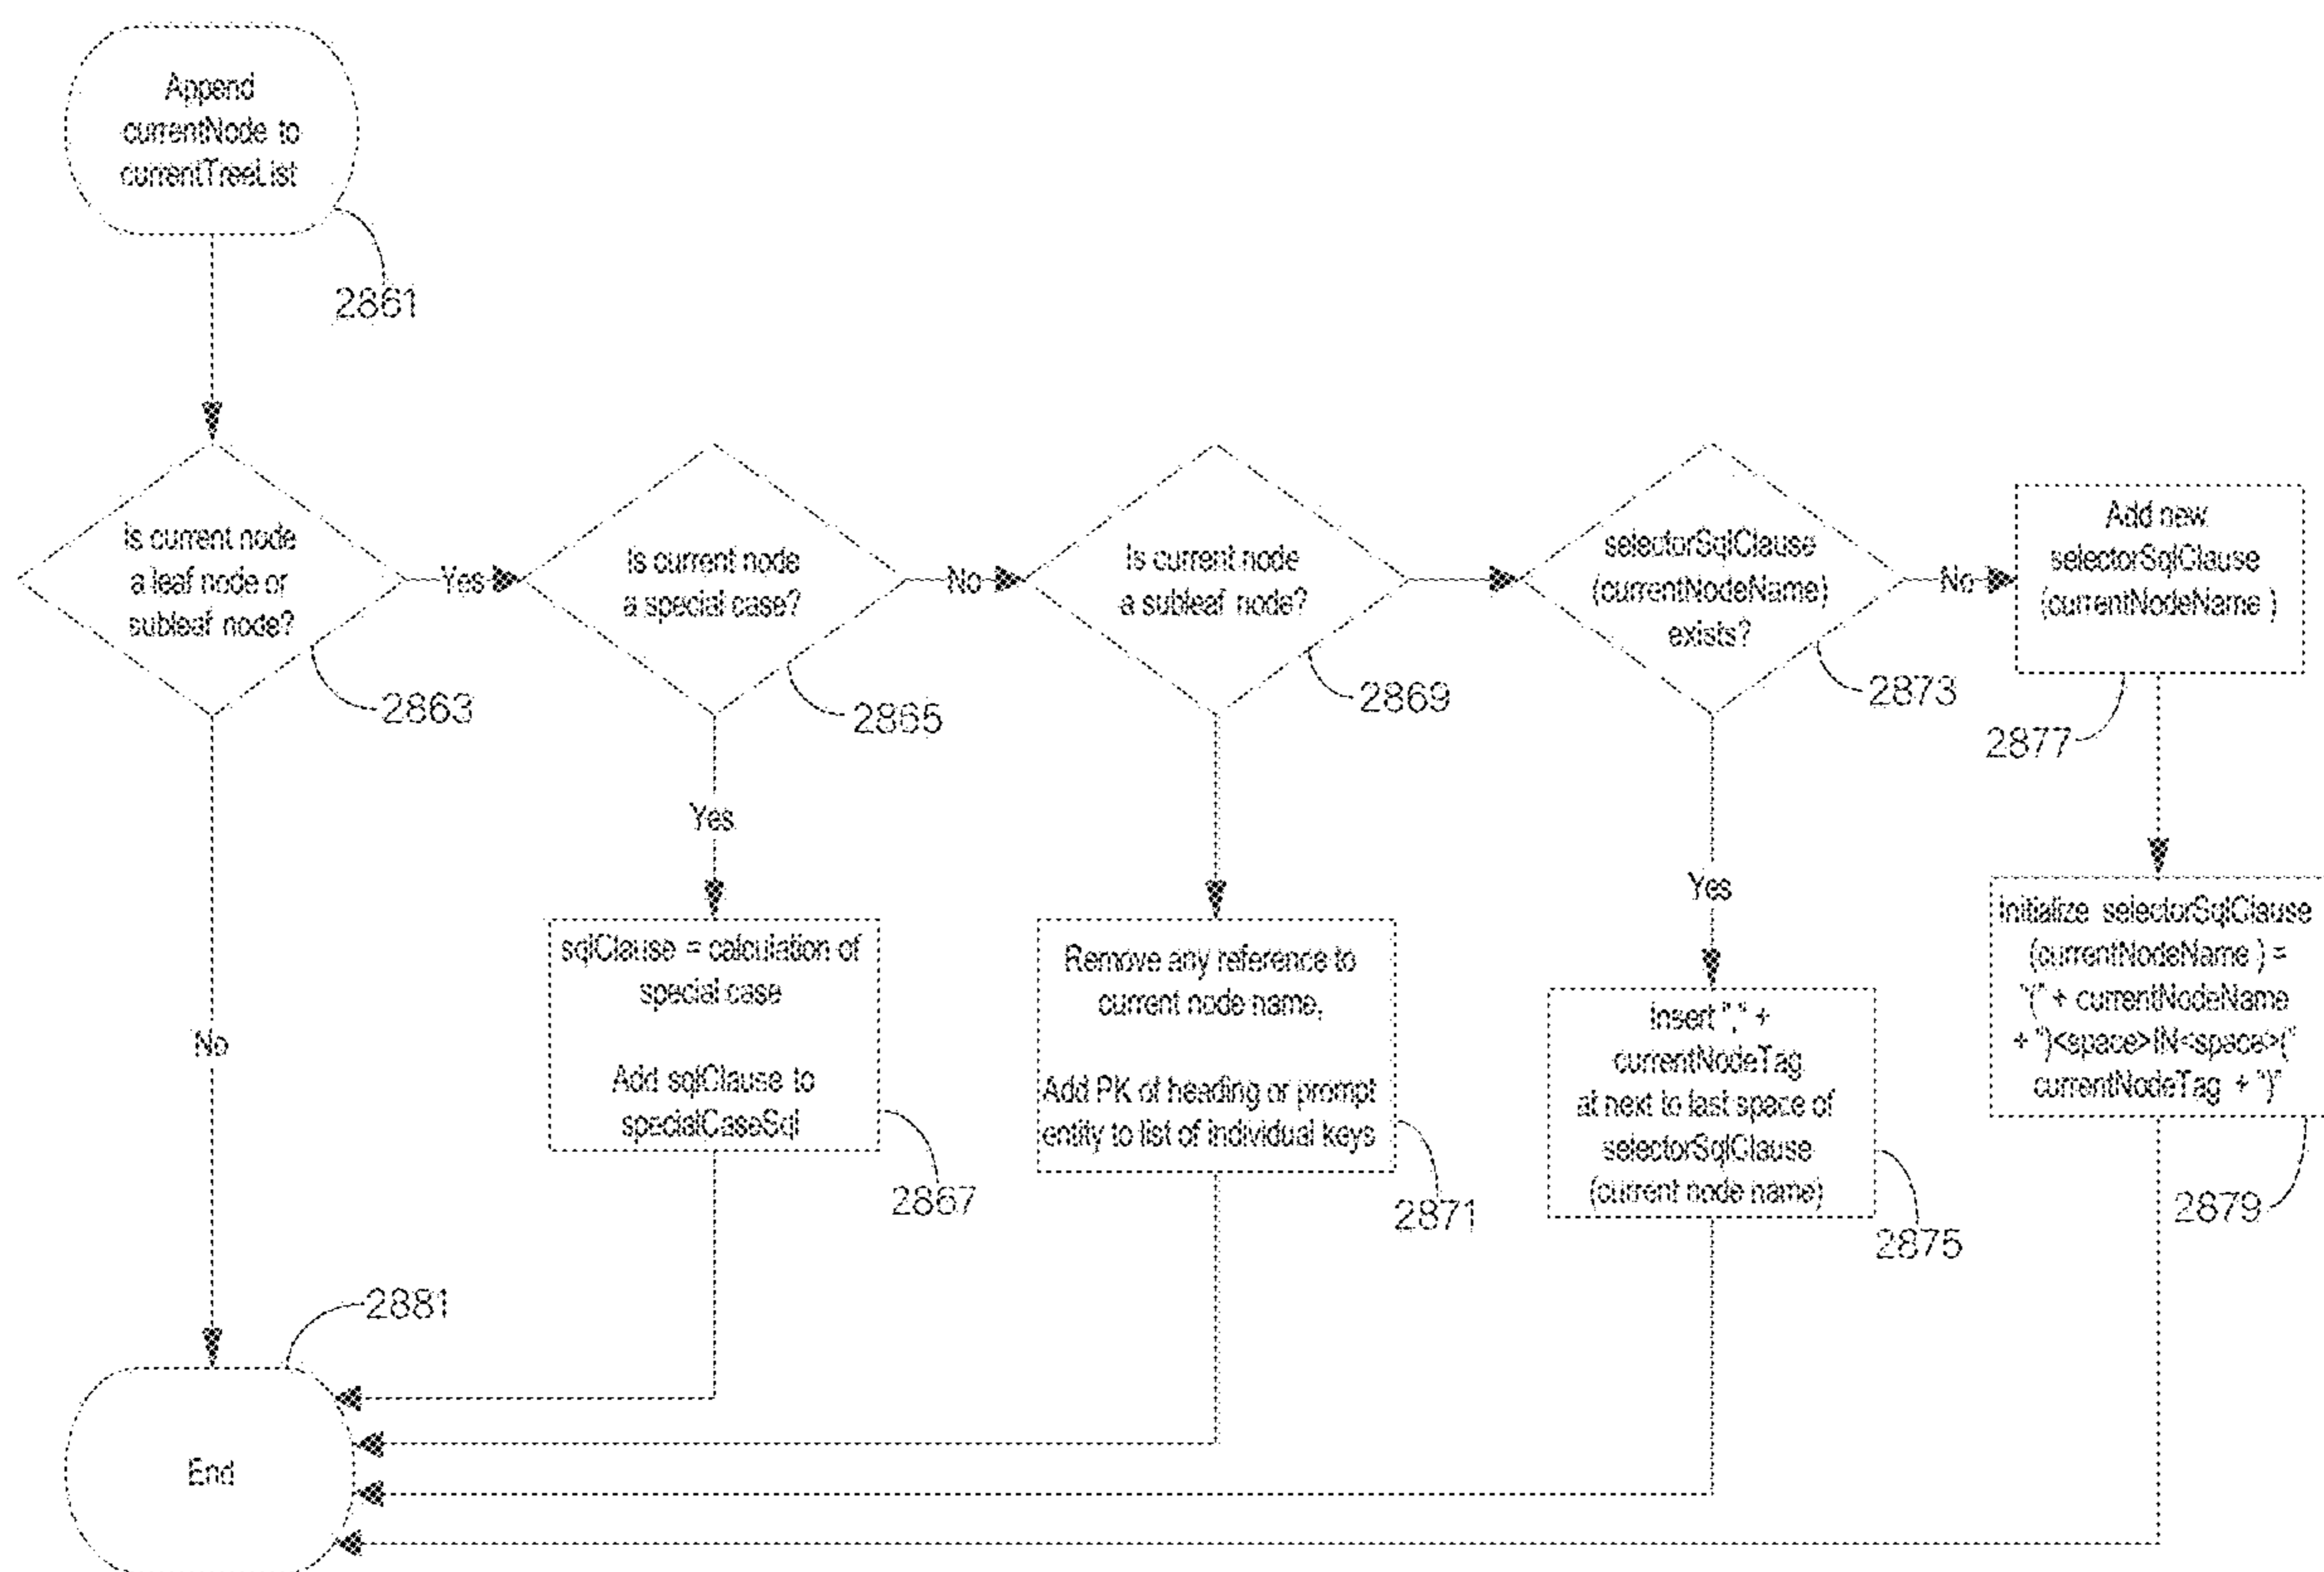 Append
currentNode to
currentTreeList
2861
Is current node
a leaf node or
subleaf node?
2863
Yes
No
Is current node
a special case?
2865
No
Yes
sqlClause = calculation of
special case
Add sqlClause to
specialCaseSql
2867
Is current node
a subleaf node?
2869
Remove any reference to
current node name,
Add PK of heading or prompt
entity to list of individual keys
2871
selectorSqlClause
(currentNodeName)
exists?
2873
No
Yes
Insert "," +
currentNodeTag
at next to last space of
selectorSqlClause
(current node name)
2875
Add new
selectorSqlClause
(currentNodeName )
2877
Initialize selectorSqlClause
(currentNodeName ) =
"(" + currentNodeName
+ ")<space>IN<space>("
currentNodeTag + ")"
2879
2881
End